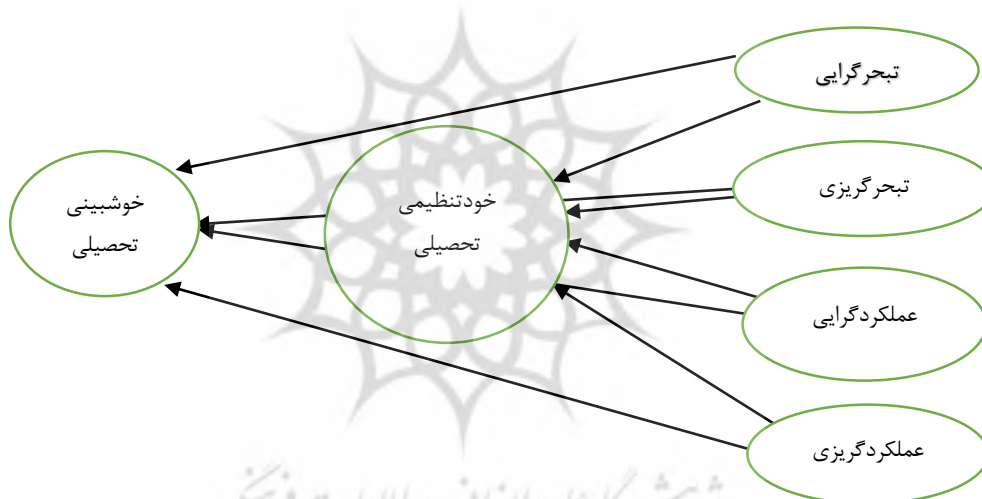 تبحرگرایی
تبحرگریزی
عملکردگرایی
عملکردگریزی
خودتنظیمی
تحصیلی
خوشبینی
تحصیلی